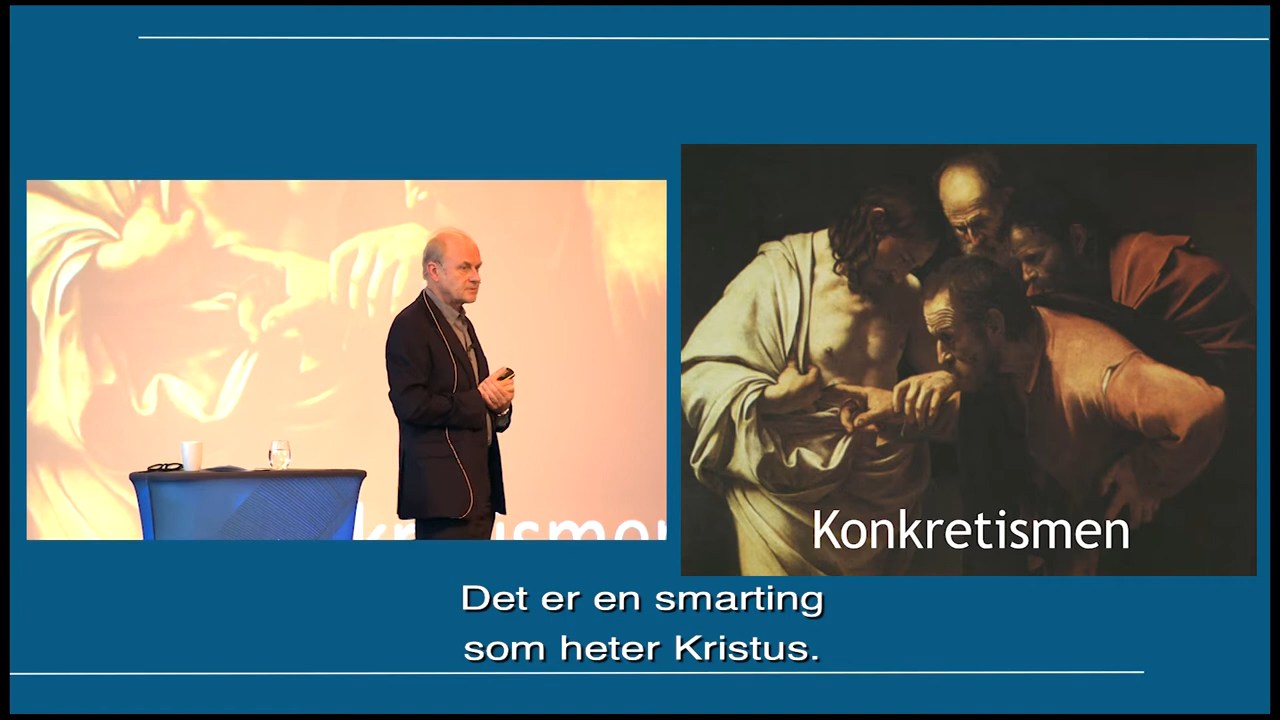 Konkretismen
Det er en smarting
som heter Kristus.